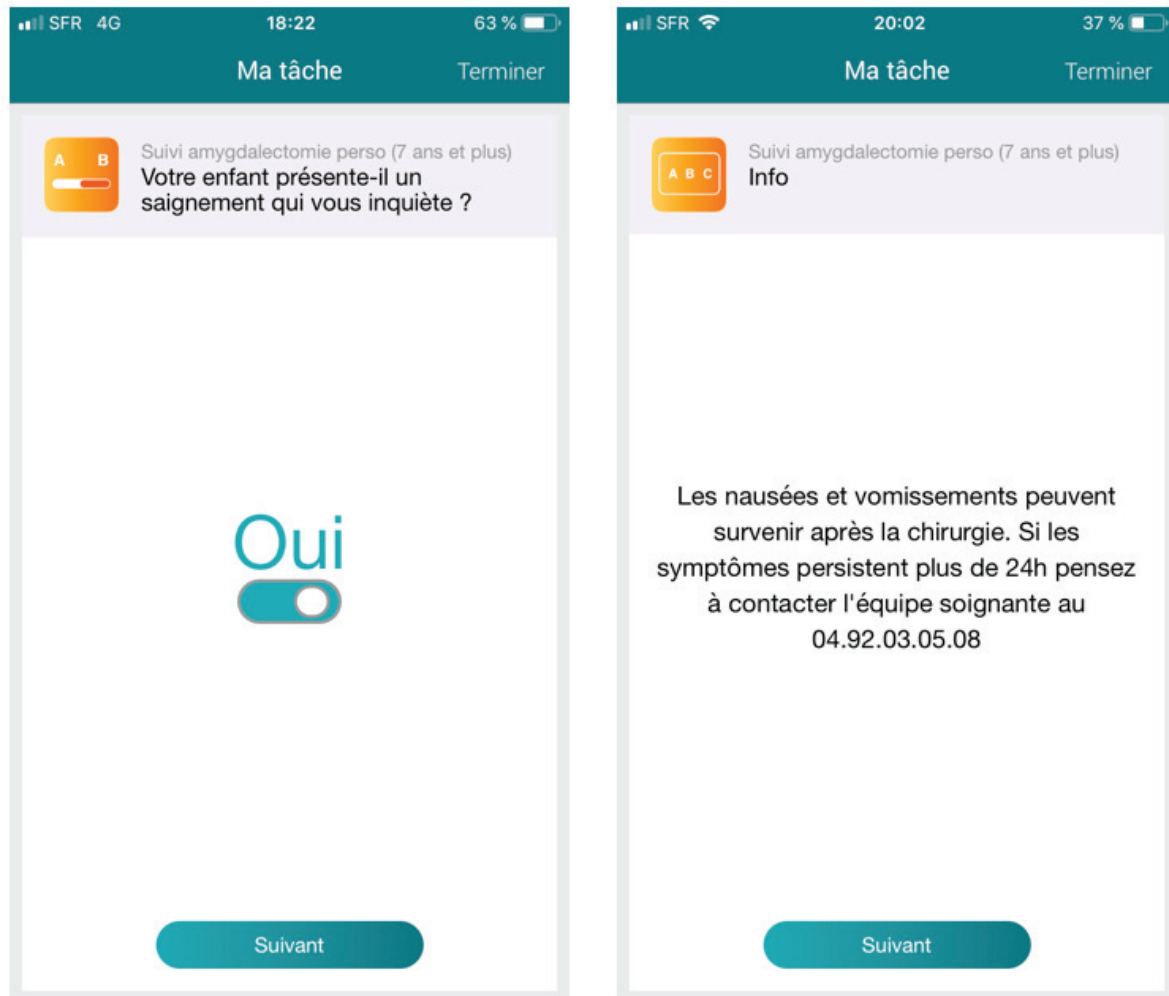 SFR 4G 18:22 63 %
Ma tâche Terminer
A B
Suivi amygdalectomie perso (7 ans et plus)
Votre enfant présente-il un
saignement qui vous inquiète ?
Oui
Suivant
SFR 20:02 37 %
Ma tâche Terminer
A B C
Suivi amygdalectomie perso (7 ans et plus)
Info
Les nausées et vomissements peuvent
survenir après la chirurgie. Si les
symptômes persistent plus de 24h pensez
à contacter l'équipe soignante au
04.92.03.05.08
Suivant